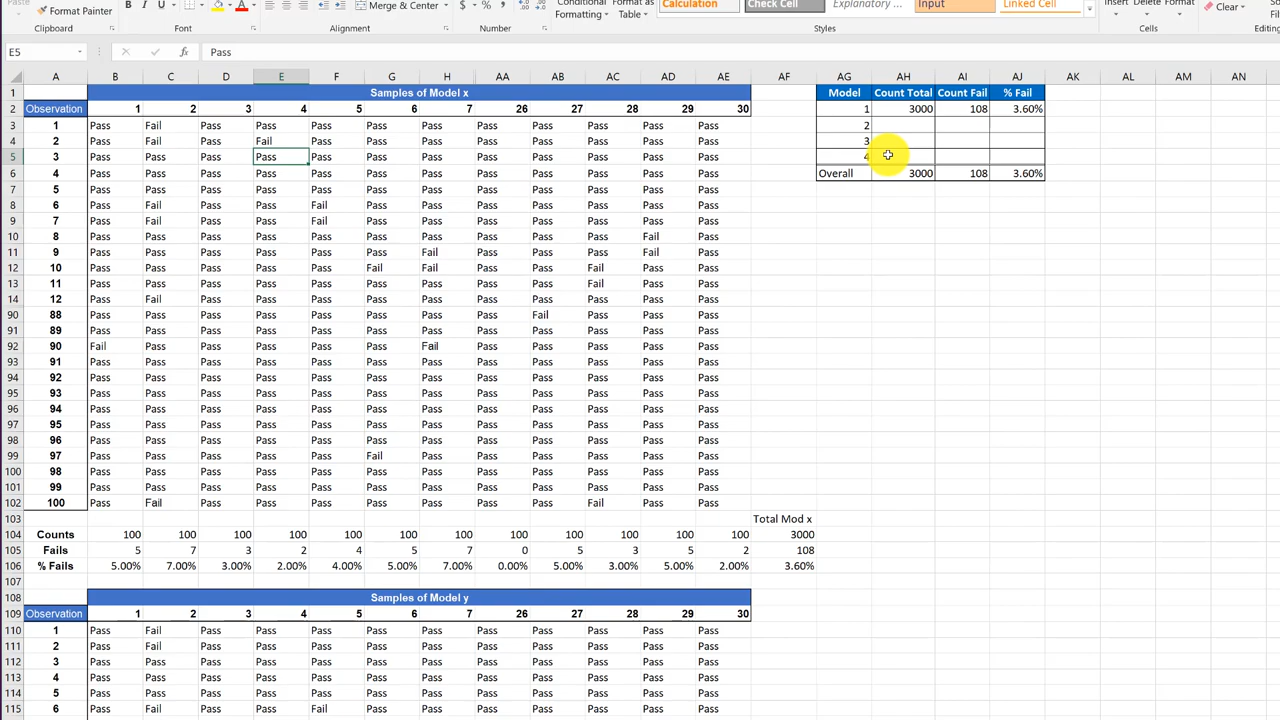 Paste
Format Painter
B I U
Merge & Center
$ % ,
Conditional Formatting
Format as Table
Calculation
Check Cell
Explanatory ...
Input
Linked Cell
Insert Delete Format
Clear
Clipboard
Font
Alignment
Number
Styles
Cells
Editing
E5
fx
Pass
A B C D E F G H AA AB AC AD AE AF AG AH AI AJ AK AL AM AN
1 Samples of Model x Model Count Total Count Fail % Fail
2 Observation 1 2 3 4 5 6 7 26 27 28 29 30 1 3000 108 3.60%
3 1 Pass Fail Pass Pass Pass Pass Pass Pass Pass Pass Pass Pass 2
4 2 Pass Fail Pass Fail Pass Pass Pass Pass Pass Pass Pass Pass 3
5 3 Pass Pass Pass Pass Pass Pass Pass Pass Pass Pass Pass Pass 4
6 4 Pass Pass Pass Pass Pass Pass Pass Pass Pass Pass Pass Pass Overall 3000 108 3.60%
7 5 Pass Pass Pass Pass Pass Pass Pass Pass Pass Pass Pass Pass
8 6 Pass Fail Pass Pass Fail Pass Pass Pass Pass Pass Pass Pass
9 7 Pass Fail Pass Pass Fail Pass Pass Pass Pass Pass Pass Pass
10 8 Pass Pass Pass Pass Pass Pass Pass Pass Pass Pass Fail Pass
11 9 Pass Pass Pass Pass Pass Pass Fail Pass Pass Pass Fail Pass
12 10 Pass Pass Pass Pass Pass Fail Fail Pass Pass Fail Pass Pass
13 11 Pass Pass Pass Pass Pass Pass Pass Pass Pass Fail Pass Pass
14 12 Pass Fail Pass Pass Pass Pass Pass Pass Pass Pass Pass Pass
90 88 Pass Pass Pass Pass Pass Pass Pass Pass Fail Pass Pass Pass
91 89 Pass Pass Pass Pass Pass Pass Pass Pass Pass Pass Pass Pass
92 90 Fail Pass Pass Pass Pass Pass Fail Pass Pass Pass Pass Pass
93 91 Pass Pass Pass Pass Pass Pass Pass Pass Pass Pass Pass Pass
94 92 Pass Pass Pass Pass Pass Pass Pass Pass Pass Pass Pass Pass
95 93 Pass Pass Pass Pass Pass Pass Pass Pass Pass Pass Pass Pass
96 94 Pass Pass Pass Pass Pass Pass Pass Pass Pass Pass Pass Pass
97 95 Pass Pass Pass Pass Pass Pass Pass Pass Pass Pass Pass Pass
98 96 Pass Pass Pass Pass Pass Pass Pass Pass Pass Pass Pass Pass
99 97 Pass Pass Pass Pass Pass Fail Pass Pass Pass Pass Pass Pass
100 98 Pass Pass Pass Pass Pass Pass Pass Pass Pass Pass Pass Pass
101 99 Pass Pass Pass Pass Pass Pass Pass Pass Pass Pass Pass Pass
102 100 Pass Fail Pass Pass Pass Pass Pass Pass Pass Fail Pass Pass
103 Total Mod x
104 Counts 100 100 100 100 100 100 100 100 100 100 100 100 3000
105 Fails 5 7 3 2 4 5 7 0 5 3 5 2 108
106 % Fails 5.00% 7.00% 3.00% 2.00% 4.00% 5.00% 7.00% 0.00% 5.00% 3.00% 5.00% 2.00% 3.60%
107
108 Samples of Model y
109 Observation 1 2 3 4 5 6 7 26 27 28 29 30
110 1 Pass Fail Pass Pass Pass Pass Pass Pass Pass Pass Pass Pass
111 2 Pass Fail Pass Pass Pass Pass Pass Pass Pass Pass Pass Pass
112 3 Pass Pass Pass Pass Pass Pass Pass Pass Pass Pass Pass Pass
113 4 Pass Pass Pass Pass Pass Pass Pass Pass Pass Pass Pass Pass
114 5 Pass Pass Pass Pass Pass Pass Pass Pass Pass Pass Pass Pass
115 6 Pass Fail Pass Pass Fail Pass Pass Pass Pass Pass Pass Pass